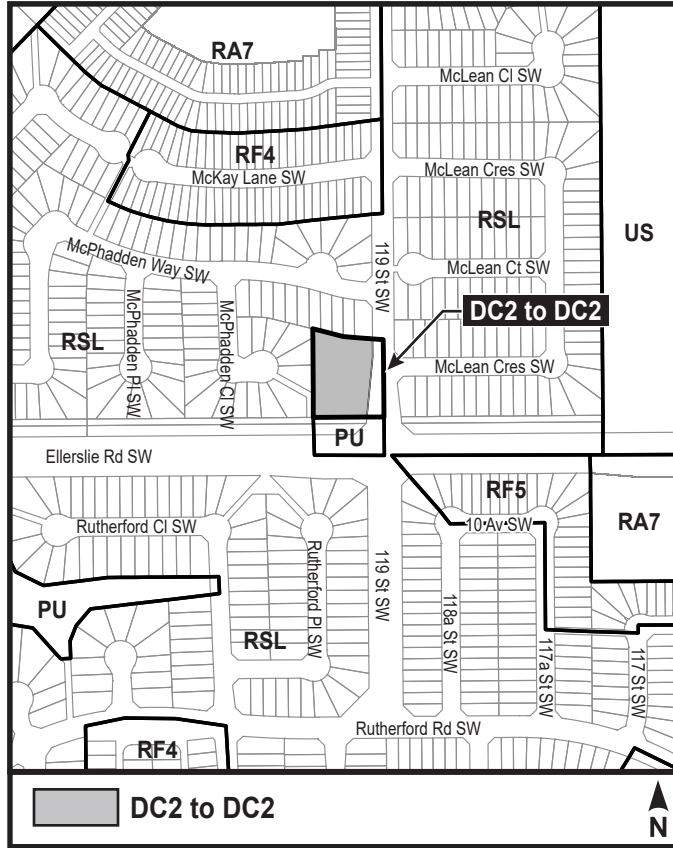 RA7
McLean Cl SW
RF4
McKay Lane SW
McLean Cres SW
RSL
US
McPhadden Way SW
119 St SW
McLean Ct SW
DC2 to DC2
RSL
McPhadden Pl SW
McPhadden Cl SW
McLean Cres SW
PU
Ellerslie Rd SW
RF5
RA7
Rutherford Cl SW
10 Av SW
Rutherford Pl SW
119 St SW
PU
118a St SW
RSL
117a St SW
117 St SW
Rutherford Rd SW
RF4
DC2 to DC2
N